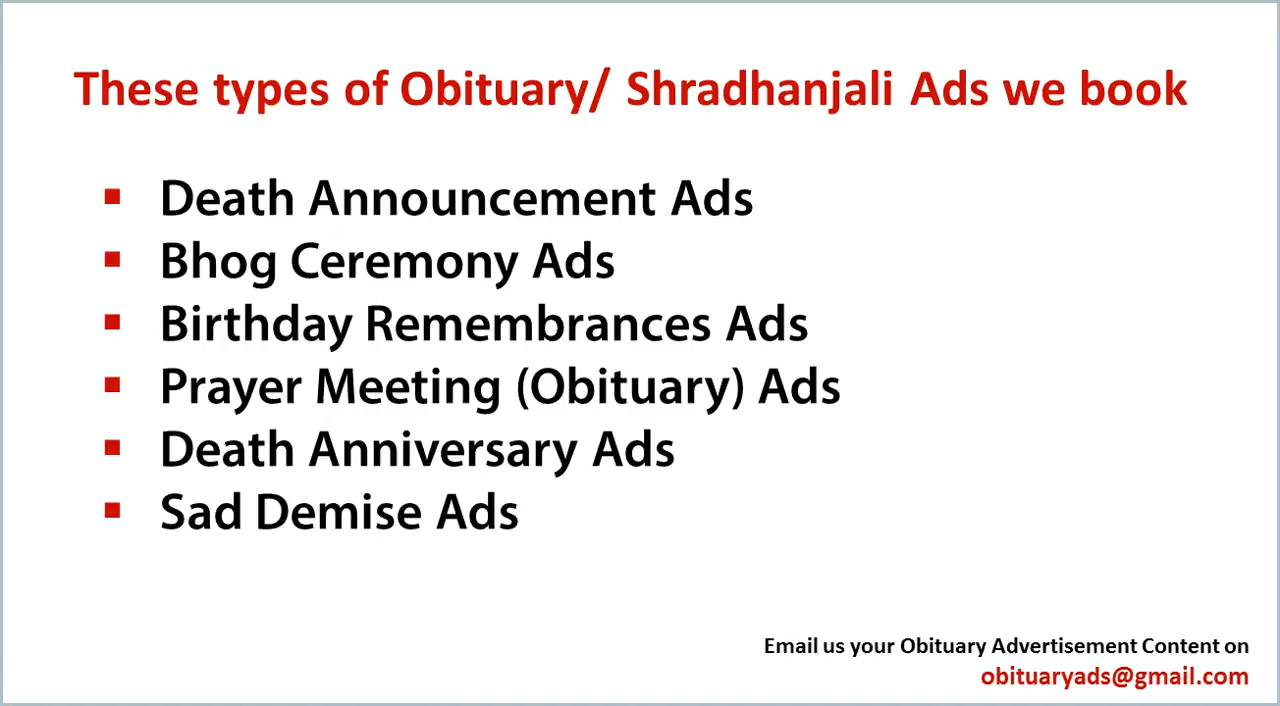 These types of Obituary/ Shradhanjali Ads we book
▪ Death Announcement Ads
▪ Bhog Ceremony Ads
▪ Birthday Remembrances Ads
▪ Prayer Meeting (Obituary) Ads
▪ Death Anniversary Ads
▪ Sad Demise Ads
Email us your Obituary Advertisement Content on
obituaryads@gmail.com